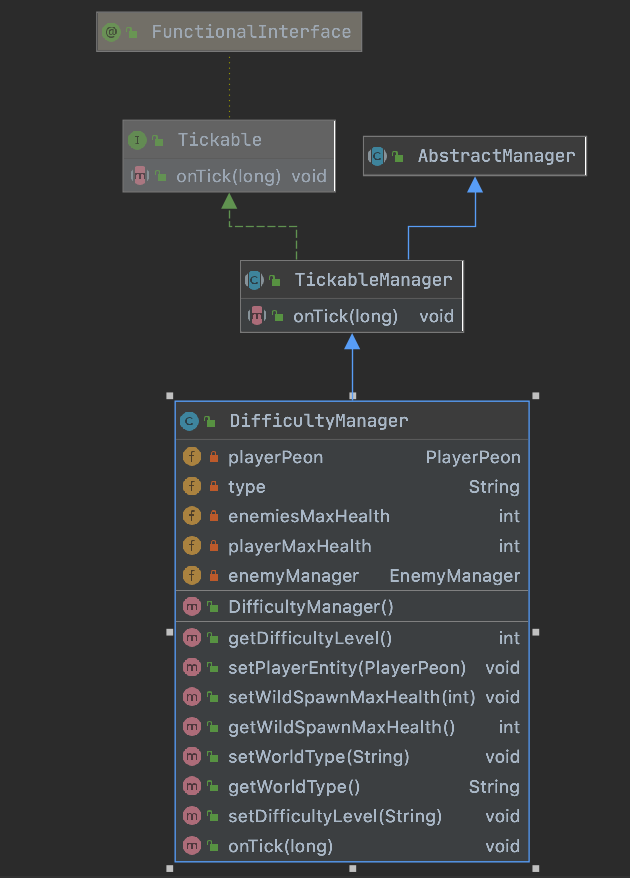 @ FunctionalInterface
I Tickable
m onTick(long) void
C AbstractManager
C TickableManager
m onTick(long) void
C DifficultyManager
f playerPeon PlayerPeon
f type String
f enemiesMaxHealth int
f playerMaxHealth int
f enemyManager EnemyManager
m DifficultyManager()
m getDifficultyLevel() int
m setPlayerEntity(PlayerPeon) void
m setWildSpawnMaxHealth(int) void
m getWildSpawnMaxHealth() int
m setWorldType(String) void
m getWorldType() String
m setDifficultyLevel(String) void
m onTick(long) void